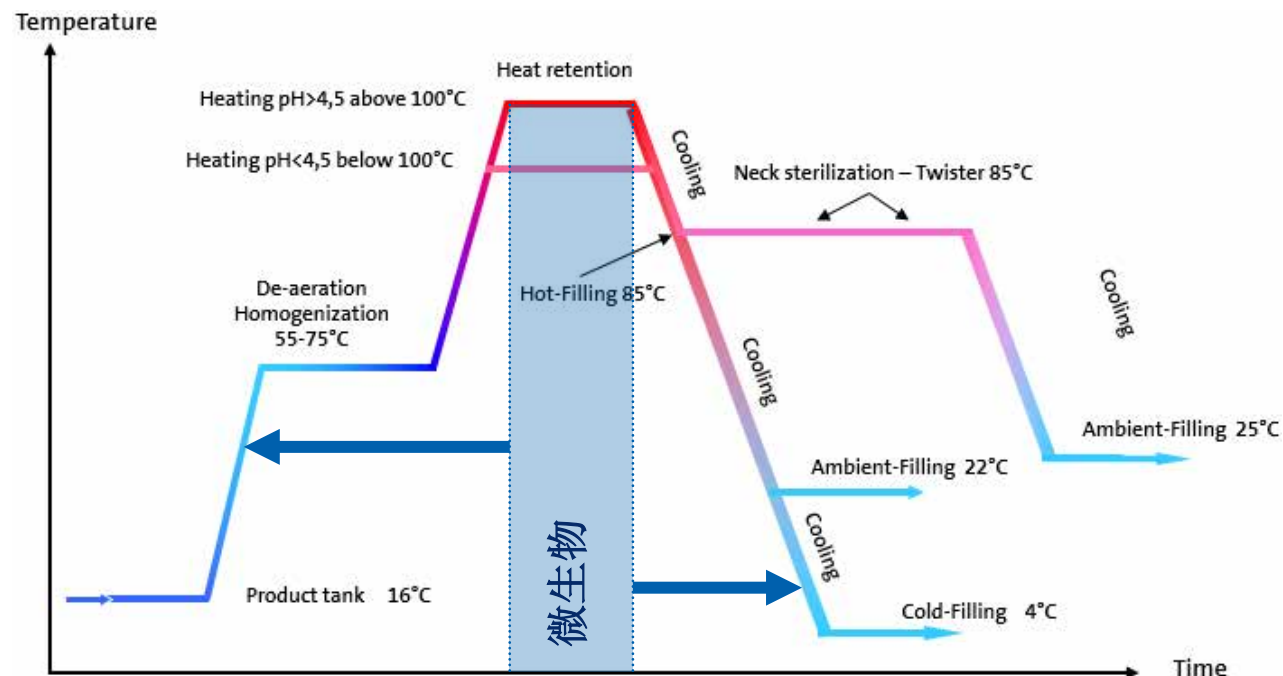 Temperature
Heat retention
Heating pH>4,5 above 100°C
Heating pH<4,5 below 100°C
Cooling
Neck sterilization – Twister 85°C
De-aeration
Homogenization
55-75°C
Hot-Filling 85°C
Cooling
Cooling
Ambient-Filling 25°C
Ambient-Filling 22°C
微生物
Cooling
Product tank 16°C
Cold-Filling 4°C
Time